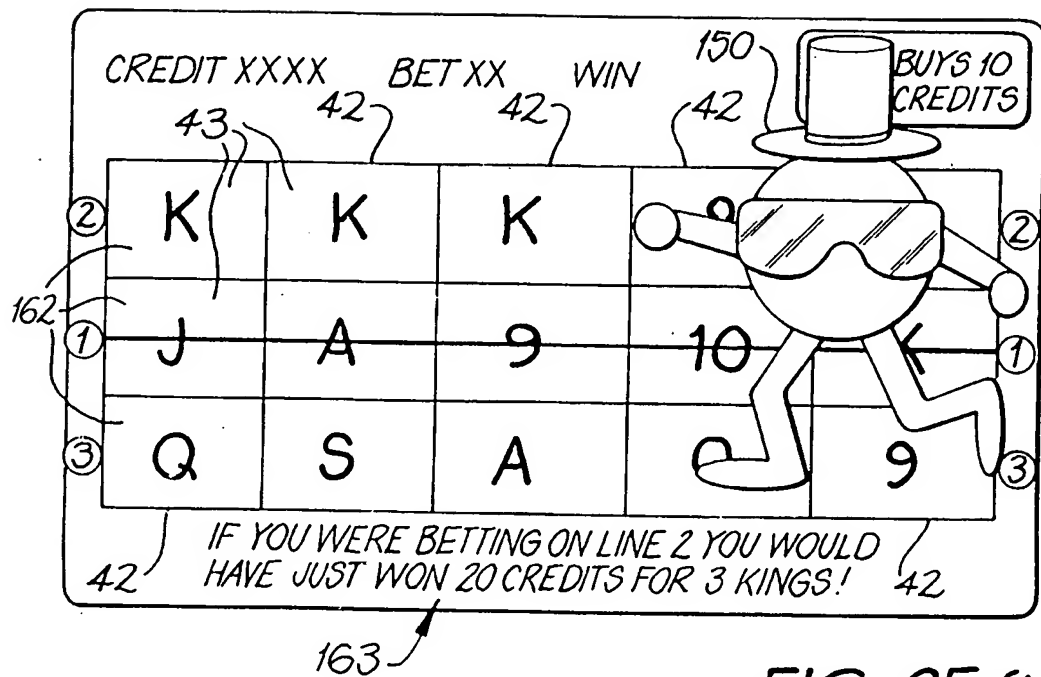 CREDIT XXXX BET XX WIN 150 BUYS 10
CREDITS
43 42 42 42
② K K K ②
162
① J A 9 10 K ①
③ Q S A 9 ③
42 IF YOU WERE BETTING ON LINE 2 YOU WOULD
HAVE JUST WON 20 CREDITS FOR 3 KINGS! 42
163